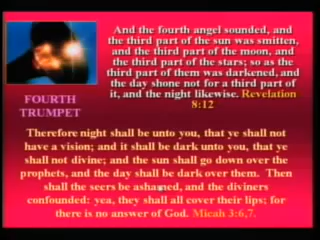 And the fourth angel sounded, and
the third part of the sun was smitten,
and the third part of the moon, and
the third part of the stars; so as the
third part of them was darkened, and
the day shone not for a third part of
it, and the night likewise. Revelation
8:12
FOURTH
TRUMPET
Therefore night shall be unto you, that ye shall not
have a vision; and it shall be dark unto you, that ye
shall not divine; and the sun shall go down over the
prophets, and the day shall be dark over them. Then
shall the seers be ashamed, and the diviners
confounded: yea, they shall all cover their lips; for
there is no answer of God. Micah 3:6,7.